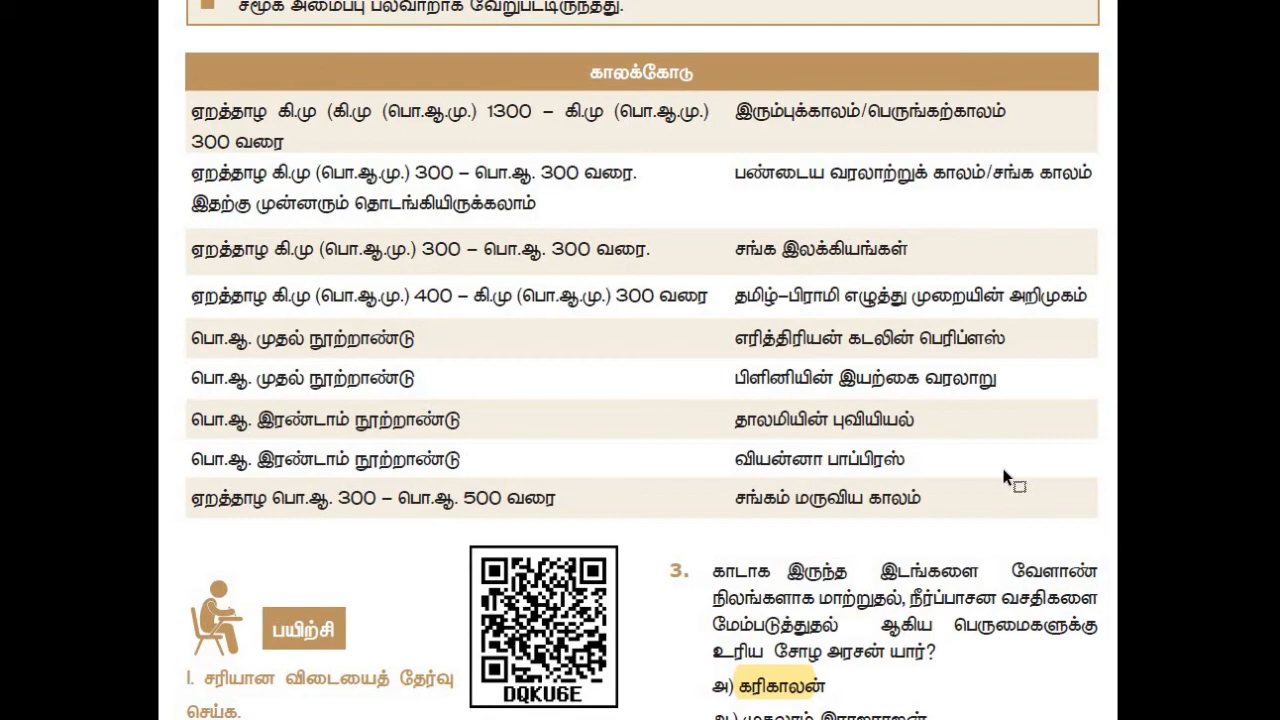 சமூக அமைப்பு பலவாறாக வேறுபட்டிருந்தது.
காலக்கோடு
ஏறத்தாழ கி.மு (கி.மு (பொ.ஆ.மு.) 1300 – கி.மு (பொ.ஆ.மு.) 300 வரை
இரும்புக்காலம்/பெருங்கற்காலம்
ஏறத்தாழ கி.மு (பொ.ஆ.மு.) 300 – பொ.ஆ. 300 வரை.
இதற்கு முன்னரும் தொடங்கியிருக்கலாம்
பண்டைய வரலாற்றுக் காலம்/சங்க காலம்
ஏறத்தாழ கி.மு (பொ.ஆ.மு.) 300 – பொ.ஆ. 300 வரை.
சங்க இலக்கியங்கள்
ஏறத்தாழ கி.மு (பொ.ஆ.மு.) 400 – கி.மு (பொ.ஆ.மு.) 300 வரை
தமிழ்–பிராமி எழுத்து முறையின் அறிமுகம்
பொ.ஆ. முதல் நூற்றாண்டு
எரித்திரியன் கடலின் பெரிப்ளஸ்
பொ.ஆ. முதல் நூற்றாண்டு
பிளினியின் இயற்கை வரலாறு
பொ.ஆ. இரண்டாம் நூற்றாண்டு
தாலமியின் புவியியல்
பொ.ஆ. இரண்டாம் நூற்றாண்டு
வியன்னா பாப்பிரஸ்
ஏறத்தாழ பொ.ஆ. 300 – பொ.ஆ. 500 வரை
சங்கம் மருவிய காலம்
பயிற்சி
I. சரியான விடையைத் தேர்வு
செய்க.
DQKU6E
3. காடாக இருந்த இடங்களை வேளாண்
நிலங்களாக மாற்றுதல், நீர்ப்பாசன வசதிகளை
மேம்படுத்துதல் ஆகிய பெருமைகளுக்கு
உரிய சோழ அரசன் யார்?
அ) கரிகாலன்
ஆ) முதலாம் இராஜராஜன்